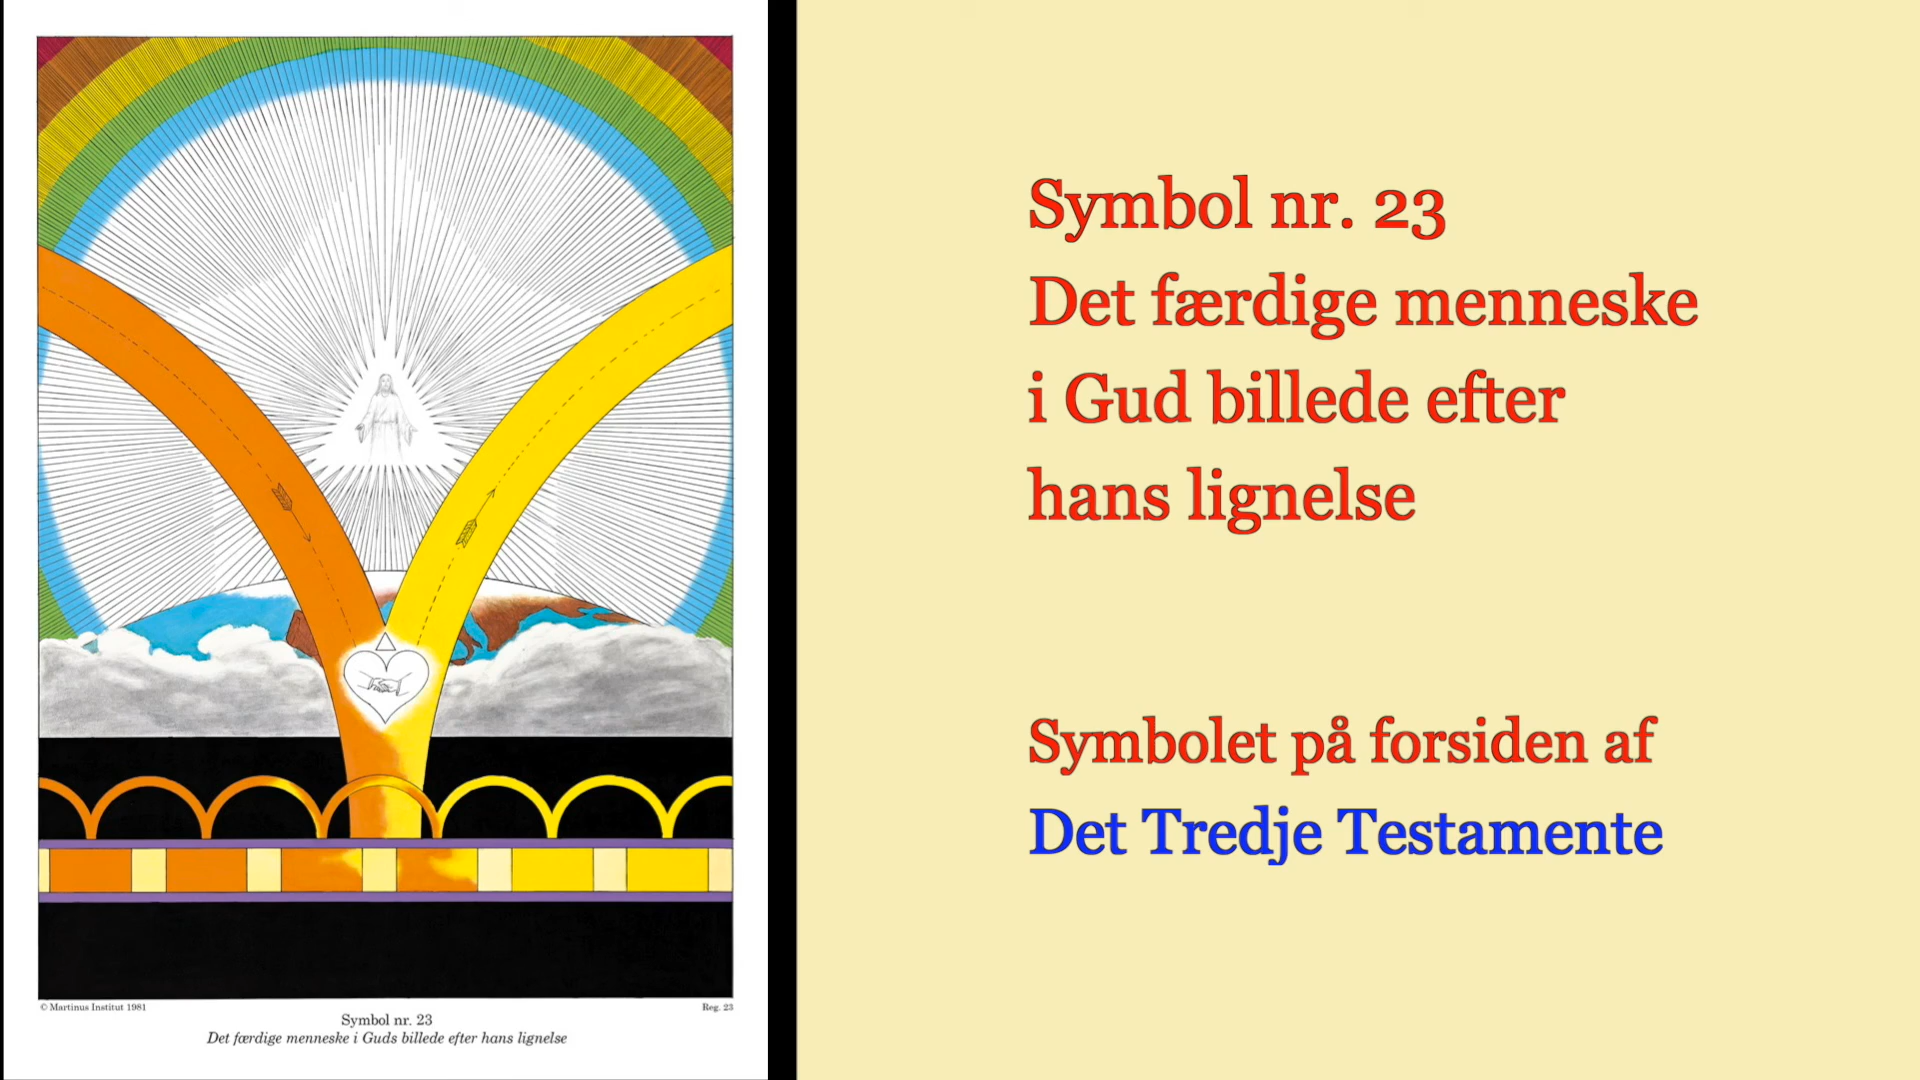 © Martinus Institut 1981
Reg. 23
Symbol nr. 23
Det færdige menneske i Guds billede efter hans lignelse
Symbol nr. 23
Det færdige menneske
i Gud billede efter
hans lignelse
Symbolet på forsiden af
Det Tredje Testamente